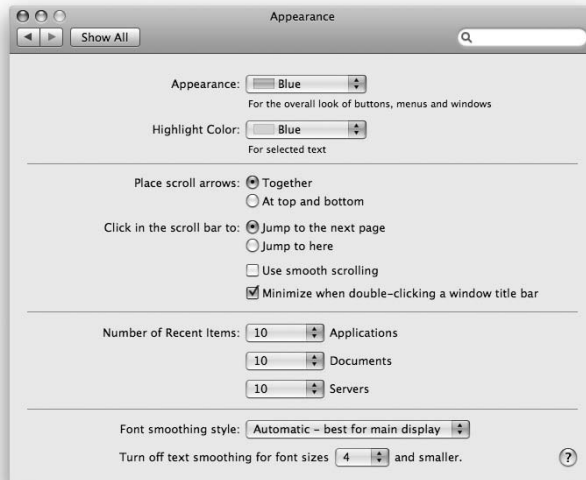 Appearance
Show All
Appearance: Blue
For the overall look of buttons, menus and windows
Highlight Color: Blue
For selected text
Place scroll arrows: Together
At top and bottom
Click in the scroll bar to: Jump to the next page
Jump to here
Use smooth scrolling
Minimize when double-clicking a window title bar
Number of Recent Items: 10 Applications
10 Documents
10 Servers
Font smoothing style: Automatic – best for main display
Turn off text smoothing for font sizes 4 and smaller. ?